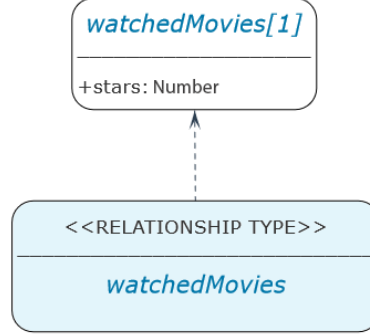 watchedMovies[1]
+stars: Number
<<RELATIONSHIP TYPE>>
watchedMovies